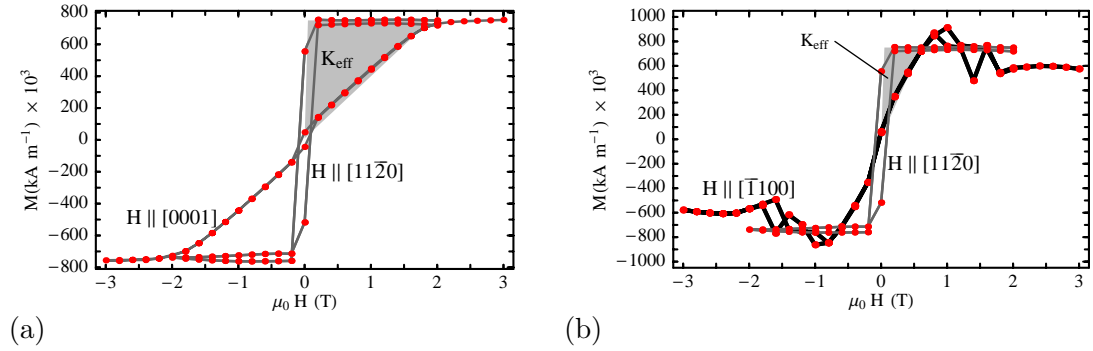 800
600
400
200
0
−200
−400
−600
−800
M(kA m⁻¹) × 10³
K_eff
H || [112̅0]
H || [0001]
−3 −2 −1 0 1 2 3
μ₀ H (T)
(a)
1000
800
600
400
200
0
−200
−400
−600
−800
−1000
M(kA m⁻¹) × 10³
K_eff
H || [112̅0]
H || [1̅100]
−3 −2 −1 0 1 2 3
μ₀ H (T)
(b)